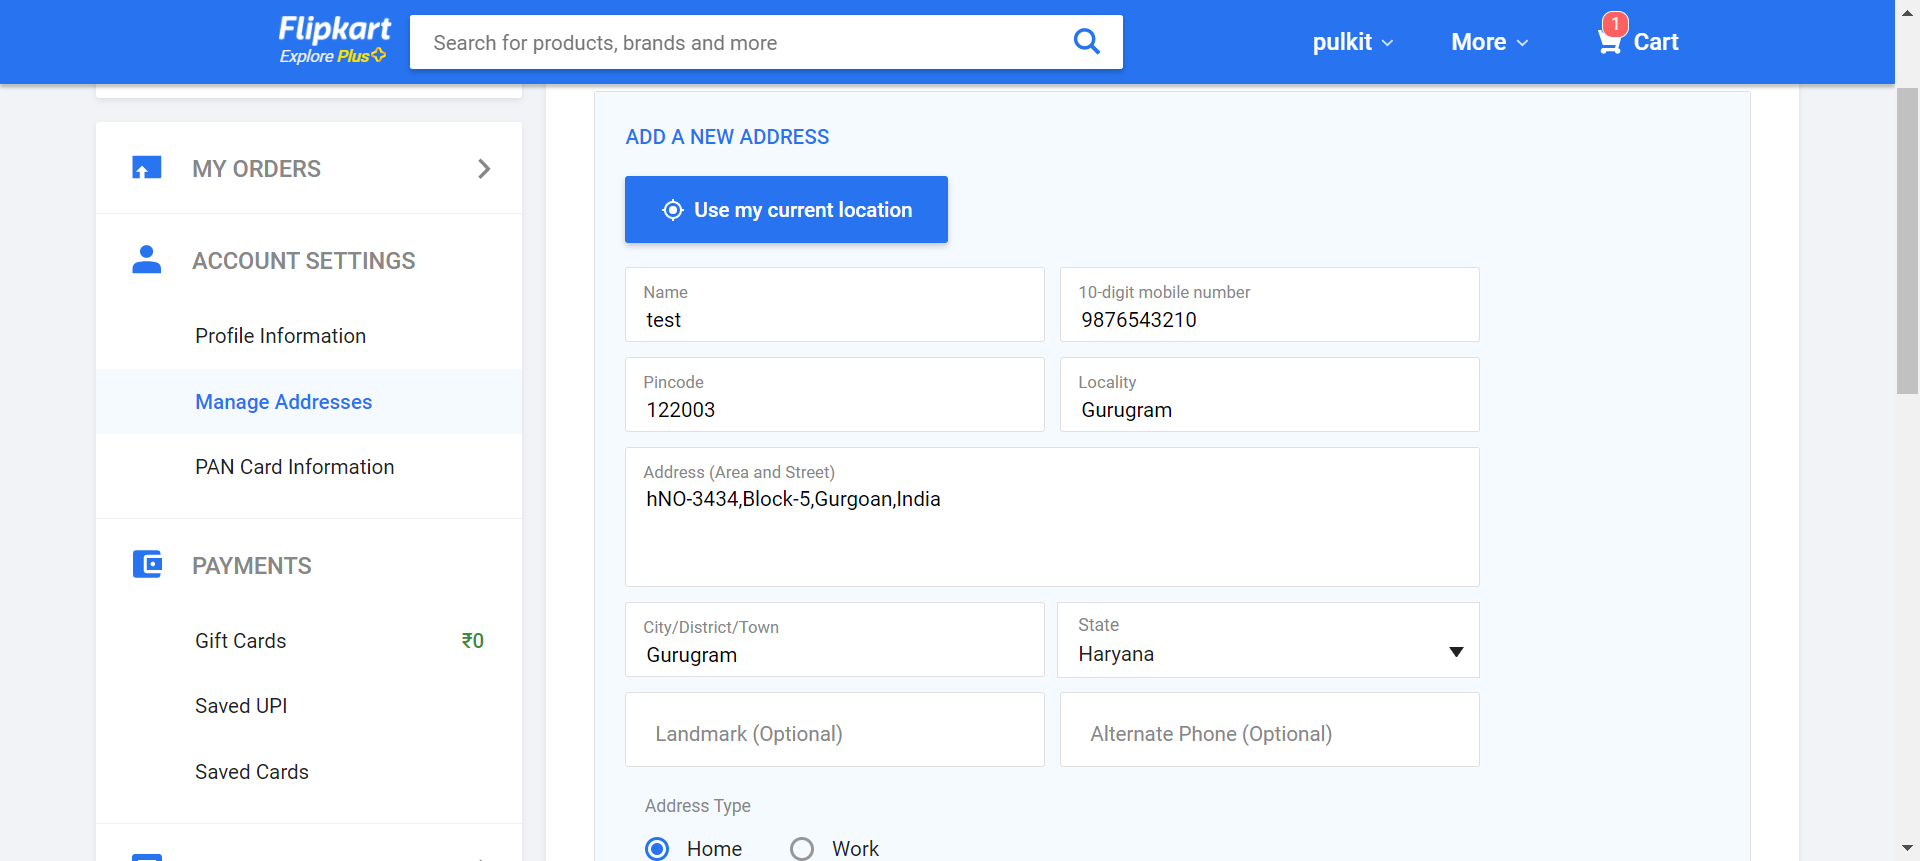 Flipkart
Explore Plus
Search for products, brands and more
pulkit
More
1
Cart
MY ORDERS
ACCOUNT SETTINGS
Profile Information
Manage Addresses
PAN Card Information
PAYMENTS
Gift Cards ₹0
Saved UPI
Saved Cards
ADD A NEW ADDRESS
Use my current location
Name
test
10-digit mobile number
9876543210
Pincode
122003
Locality
Gurugram
Address (Area and Street)
hNO-3434,Block-5,Gurgoan,India
City/District/Town
Gurugram
State
Haryana
Landmark (Optional)
Alternate Phone (Optional)
Address Type
Home
Work